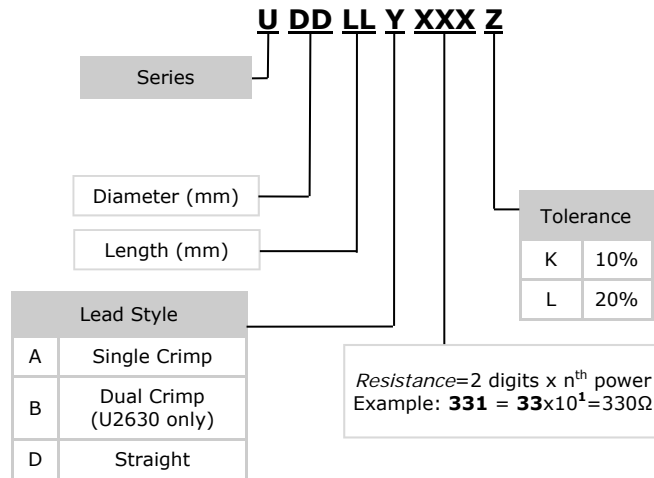 U DD LL Y XXX Z
Series
Diameter (mm)
Length (mm)
Lead Style
A Single Crimp
B Dual Crimp
(U2630 only)
D Straight
Tolerance
K 10%
L 20%
Resistance=2 digits x nth power
Example: 331 = 33x10¹=330Ω